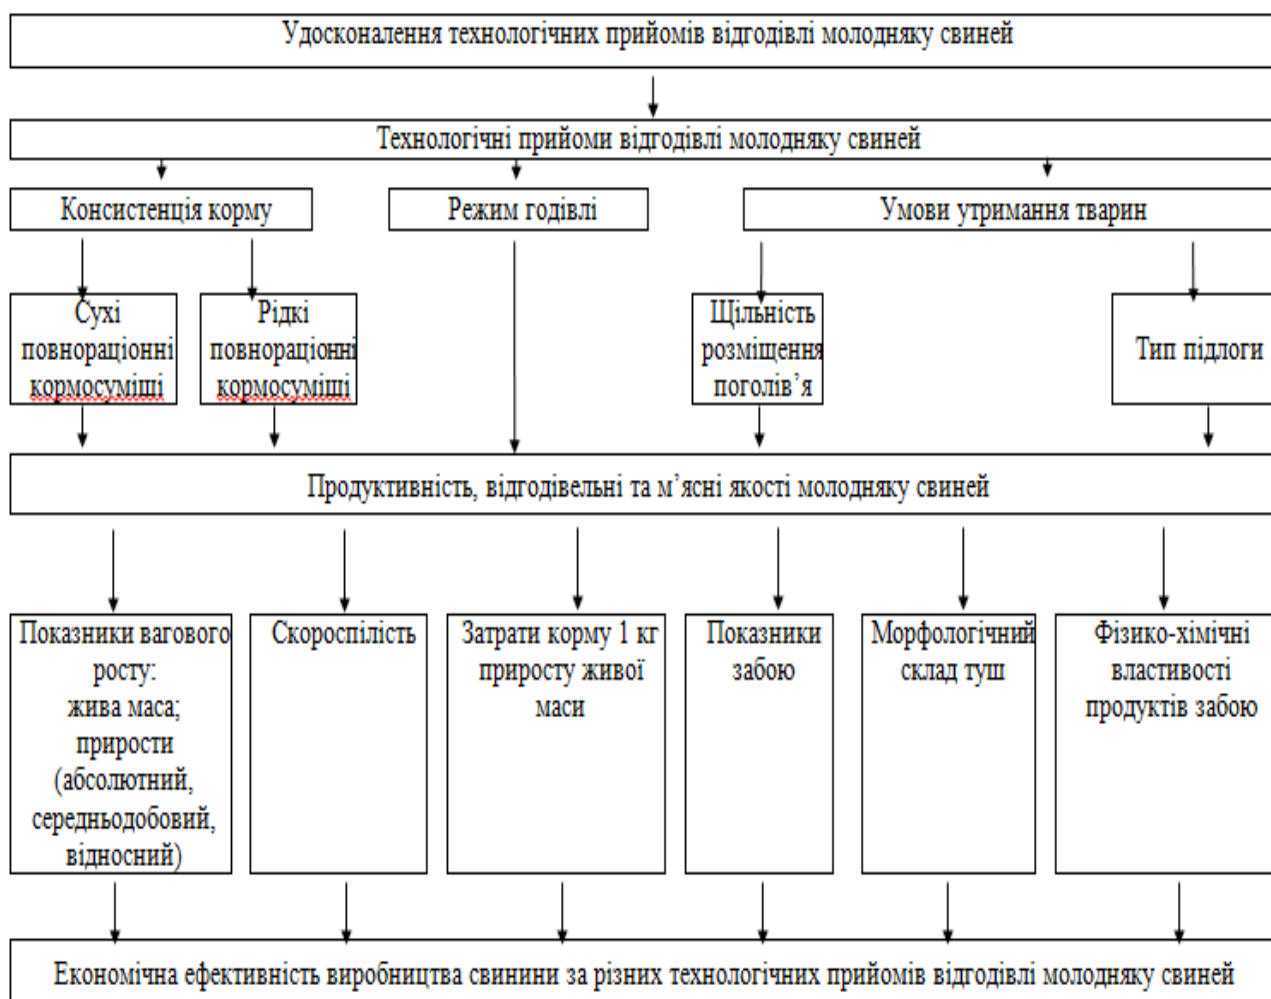 Удосконалення технологічних прийомів відгодівлі молодняку свиней
Технологічні прийоми відгодівлі молодняку свиней
Консистенція корму
Режим годівлі
Умови утримання тварин
Сухі
повнораціонні
кормосуміші
Рідкі
повнораціонні
кормосуміші
Щільність
розміщення
поголів’я
Тип підлоги
Продуктивність, відгодівельні та м’ясні якості молодняку свиней
Показники вагового
росту:
жива маса;
прирости
(абсолютний,
середньодобовий,
відносний)
Скороспілість
Затрати корму 1 кг
приросту живої
маси
Показники
забою
Морфологічний
склад туш
Фізико-хімічні
властивості
продуктів забою
Економічна ефективність виробництва свинини за різних технологічних прийомів відгодівлі молодняку свиней